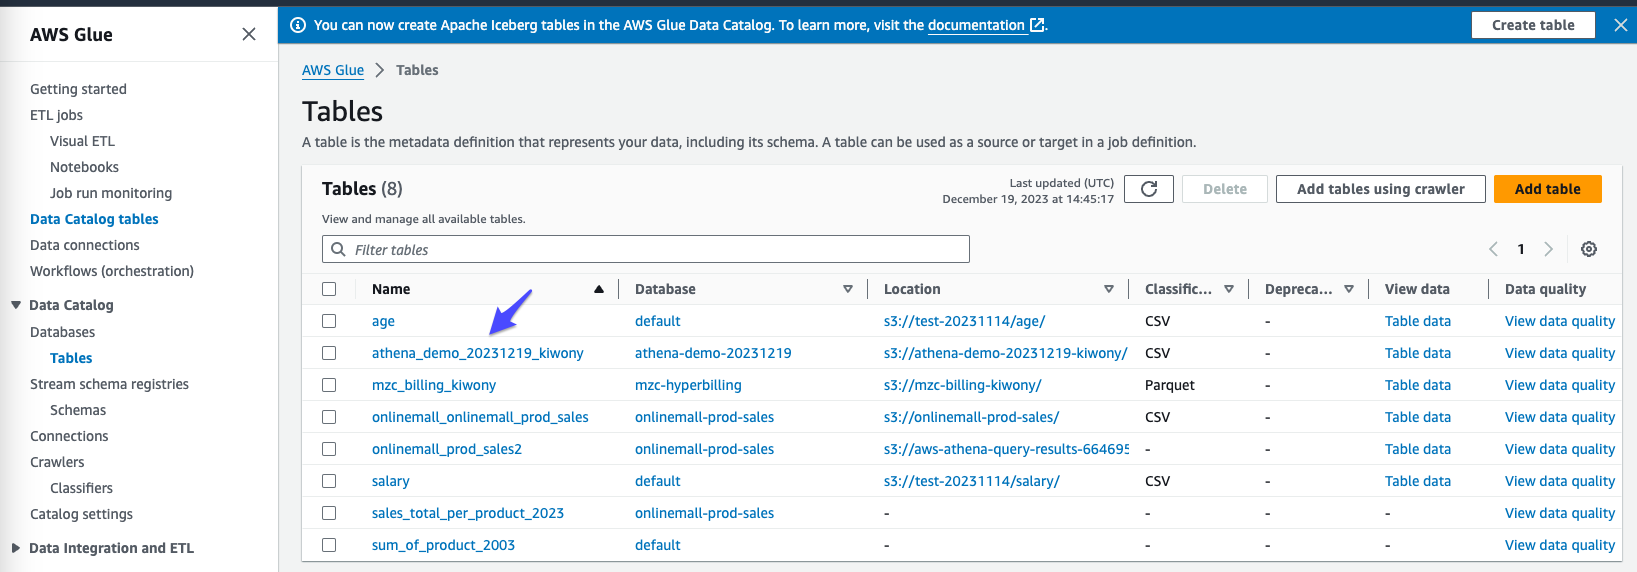 AWS Glue
You can now create Apache Iceberg tables in the AWS Glue Data Catalog. To learn more, visit the documentation.
Create table
Getting started
ETL jobs
Visual ETL
Notebooks
Job run monitoring
Data Catalog tables
Data connections
Workflows (orchestration)
Data Catalog
Databases
Tables
Stream schema registries
Schemas
Connections
Crawlers
Classifiers
Catalog settings
Data Integration and ETL
AWS Glue > Tables
Tables
A table is the metadata definition that represents your data, including its schema. A table can be used as a source or target in a job definition.
Tables (8)
Last updated (UTC)
December 19, 2023 at 14:45:17
Delete
Add tables using crawler
Add table
View and manage all available tables.
Filter tables
1
Name Database Location Classific... Depreca... View data Data quality
age default s3://test-20231114/age/ CSV - Table data View data quality
athena_demo_20231219_kiwony athena-demo-20231219 s3://athena-demo-20231219-kiwony/ CSV - Table data View data quality
mzc_billing_kiwony mzc-hyperbilling s3://mzc-billing-kiwony/ Parquet - Table data View data quality
onlinemall_onlinemall_prod_sales onlinemall-prod-sales s3://onlinemall-prod-sales/ CSV - Table data View data quality
onlinemall_prod_sales2 onlinemall-prod-sales s3://aws-athena-query-results-664695 - - Table data View data quality
salary default s3://test-20231114/salary/ CSV - Table data View data quality
sales_total_per_product_2023 onlinemall-prod-sales - - - - View data quality
sum_of_product_2003 default - - - - View data quality